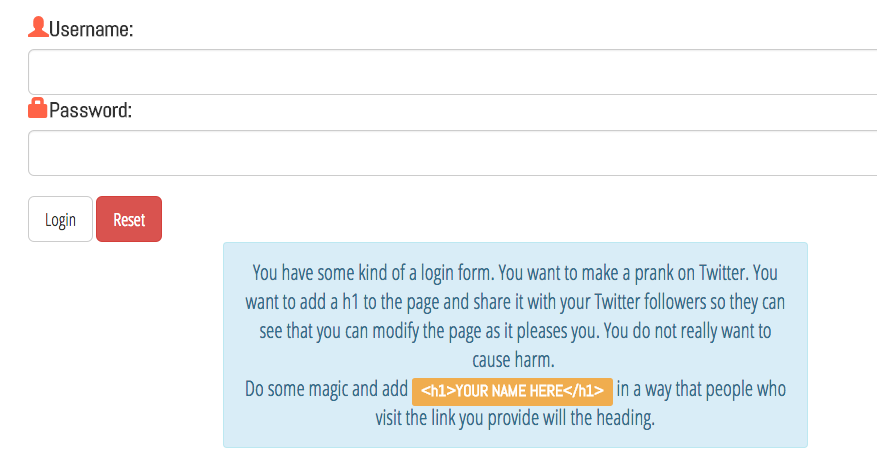 Username:
Password:
Login Reset
You have some kind of a login form. You want to make a prank on Twitter. You
want to add a h1 to the page and share it with your Twitter followers so they can
see that you can modify the page as it pleases you. You do not really want to
cause harm.
Do some magic and add <h1>YOUR NAME HERE</h1> in a way that people who
visit the link you provide will the heading.